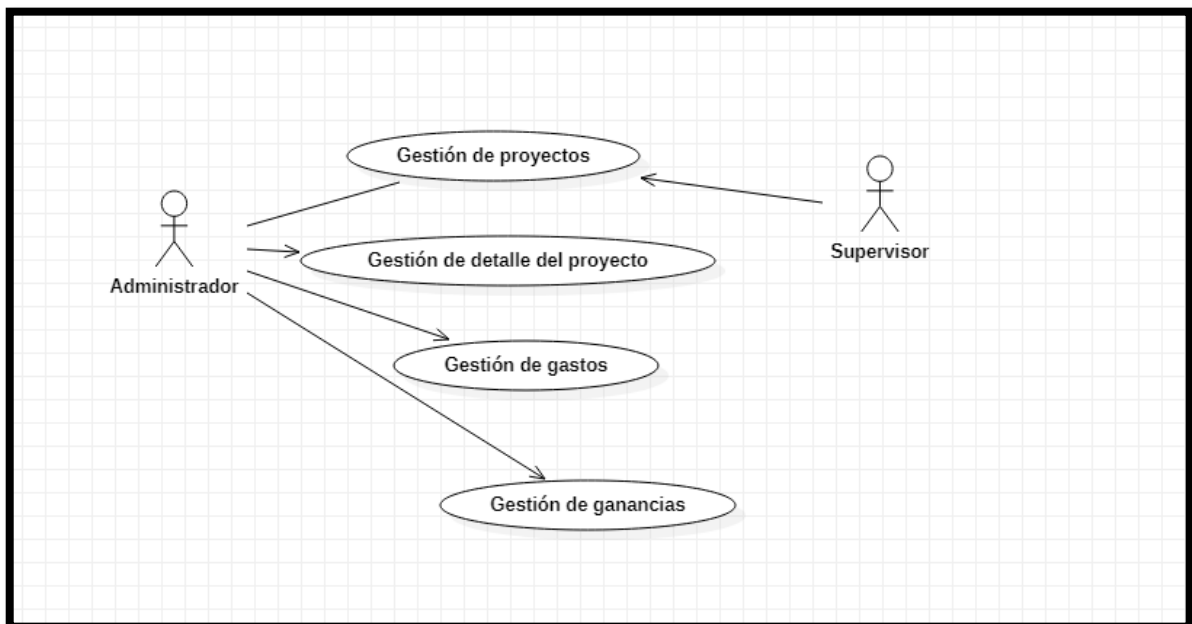 Gestión de proyectos
Supervisor
Gestión de detalle del proyecto
Administrador
Gestión de gastos
Gestión de ganancias